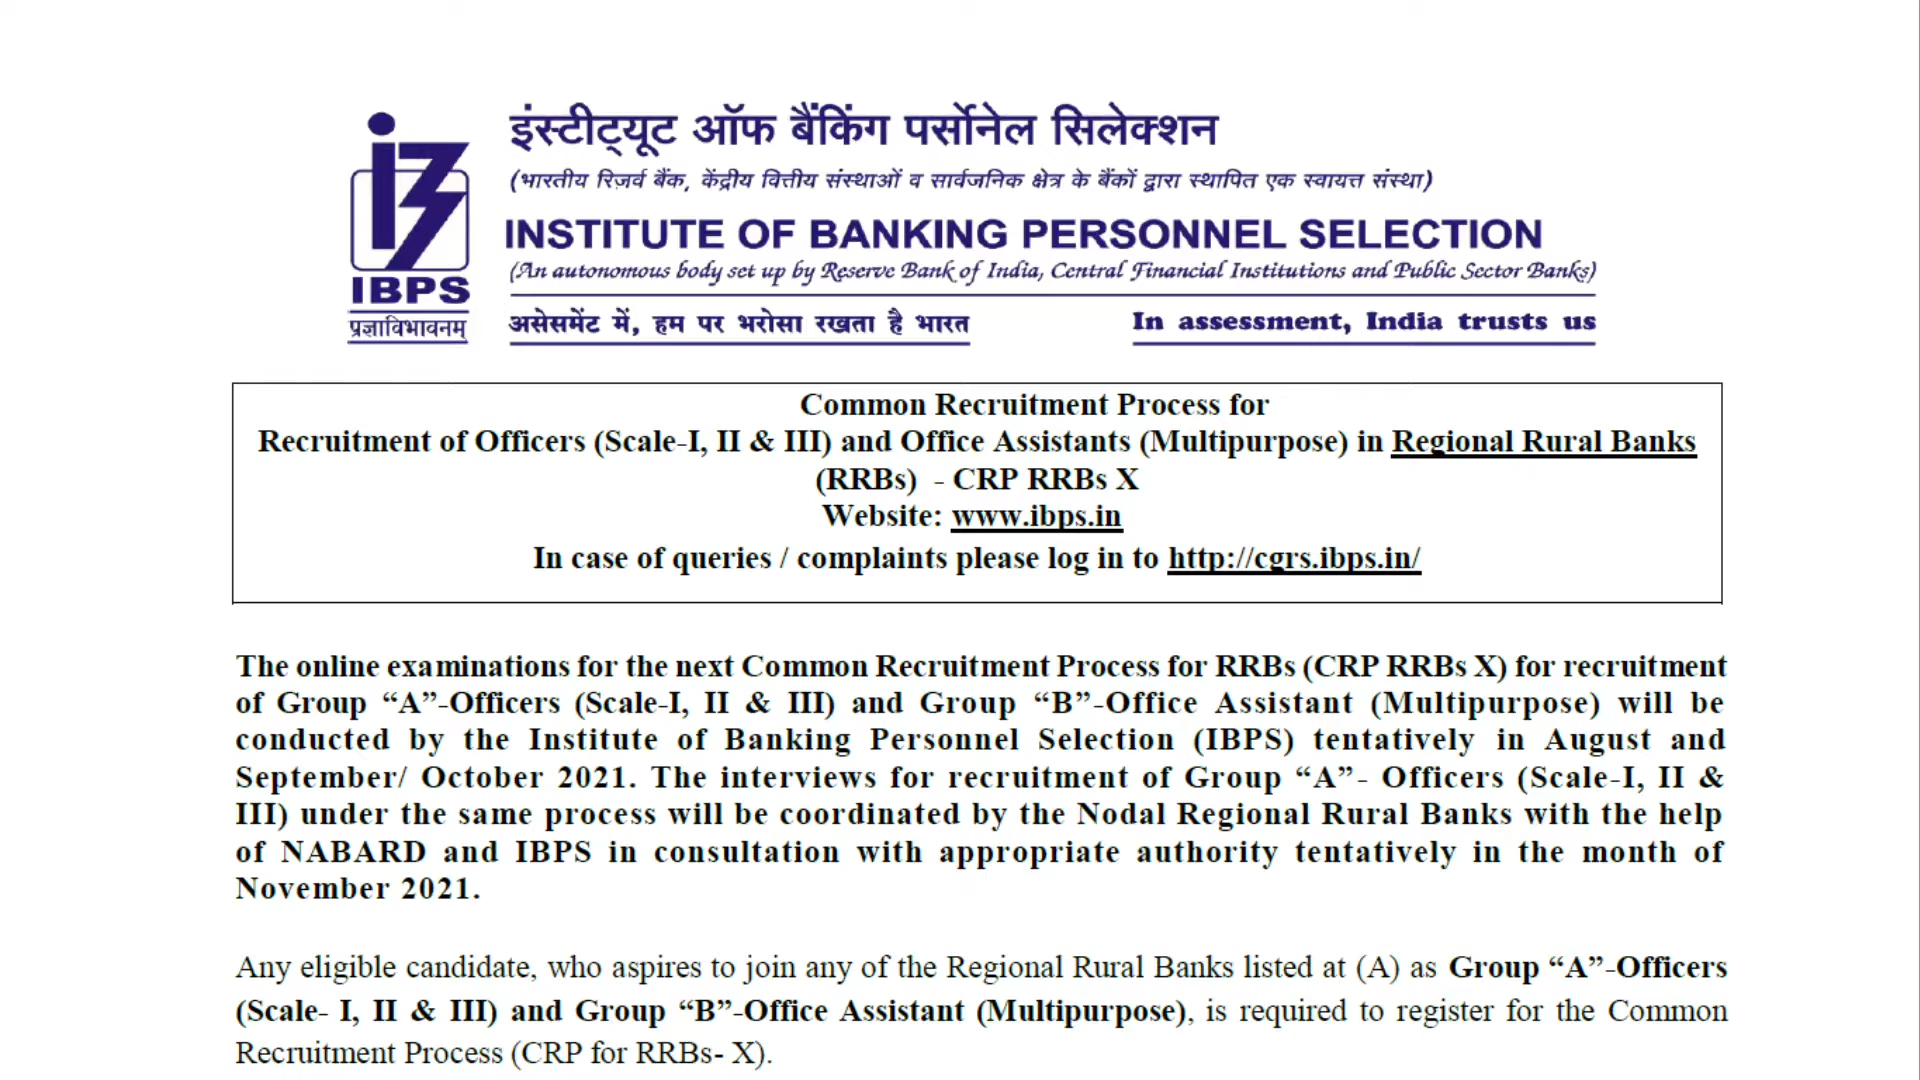 इंस्टीट्यूट ऑफ बैंकिंग पर्सोनेल सिलेक्शन
(भारतीय रिज़र्व बैंक, केंद्रीय वित्तीय संस्थाओं व सार्वजनिक क्षेत्र के बैंकों द्वारा स्थापित एक स्वायत्त संस्था)
INSTITUTE OF BANKING PERSONNEL SELECTION
(An autonomous body set up by Reserve Bank of India, Central Financial Institutions and Public Sector Banks)
IBPS
प्रज्ञाविभावनम्
असेसमेंट में, हम पर भरोसा रखता है भारत
In assessment, India trusts us
Common Recruitment Process for
Recruitment of Officers (Scale-I, II & III) and Office Assistants (Multipurpose) in Regional Rural Banks
(RRBs) - CRP RRBs X
Website: www.ibps.in
In case of queries / complaints please log in to http://cgrs.ibps.in/
The online examinations for the next Common Recruitment Process for RRBs (CRP RRBs X) for recruitment
of Group “A”-Officers (Scale-I, II & III) and Group “B”-Office Assistant (Multipurpose) will be
conducted by the Institute of Banking Personnel Selection (IBPS) tentatively in August and
September/ October 2021. The interviews for recruitment of Group “A”- Officers (Scale-I, II &
III) under the same process will be coordinated by the Nodal Regional Rural Banks with the help
of NABARD and IBPS in consultation with appropriate authority tentatively in the month of
November 2021.
Any eligible candidate, who aspires to join any of the Regional Rural Banks listed at (A) as Group “A”-Officers
(Scale- I, II & III) and Group “B”-Office Assistant (Multipurpose), is required to register for the Common
Recruitment Process (CRP for RRBs- X).